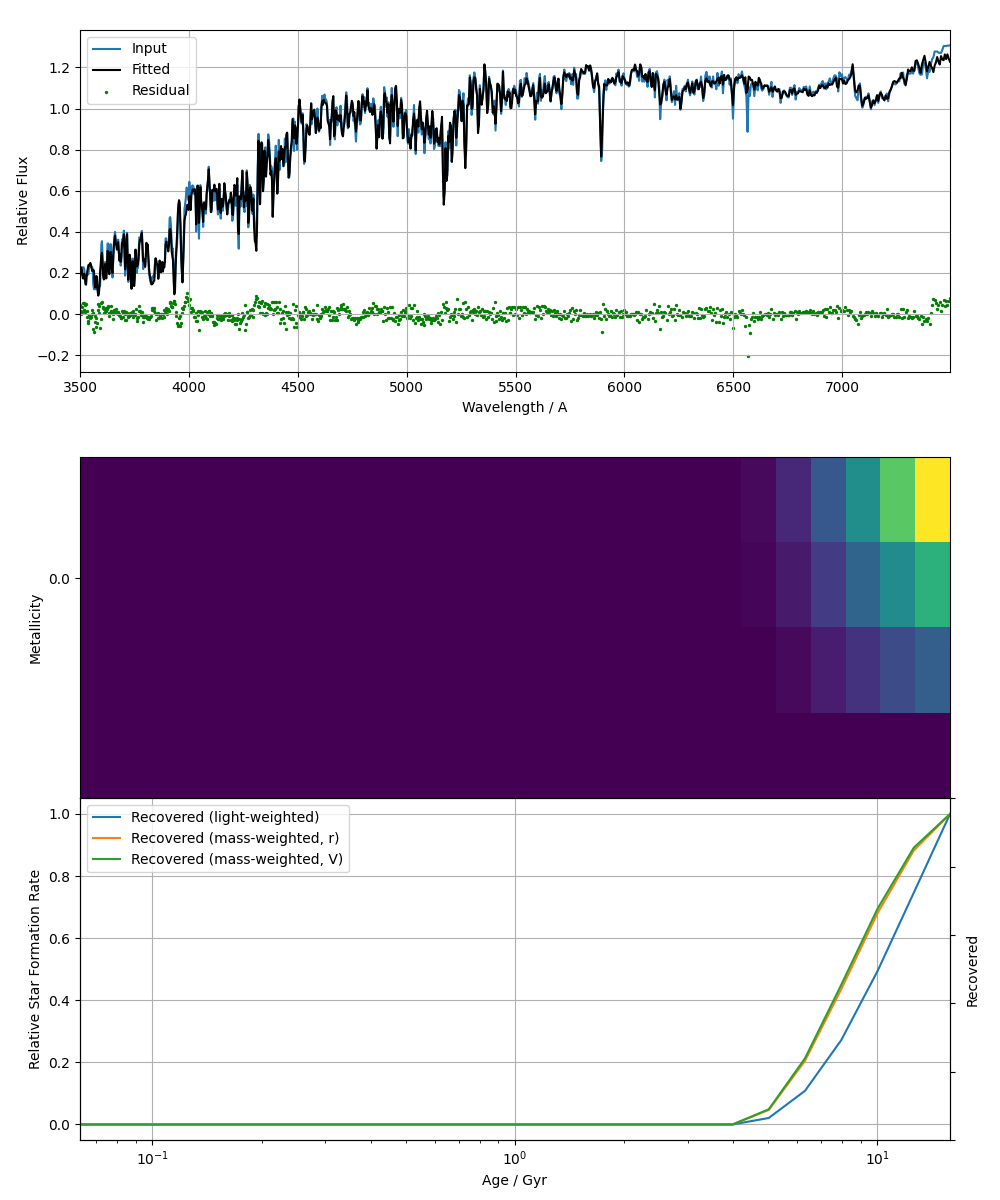 Input
Fitted
Residual
Relative Flux
1.2
1.0
0.8
0.6
0.4
0.2
0.0
−0.2
3500 4000 4500 5000 5500 6000 6500 7000
Wavelength / A
Metallicity
0.0
Recovered (light-weighted)
Recovered (mass-weighted, r)
Recovered (mass-weighted, V)
Relative Star Formation Rate
1.0
0.8
0.6
0.4
0.2
0.0
Recovered
10⁻¹ 10⁰ 10¹
Age / Gyr